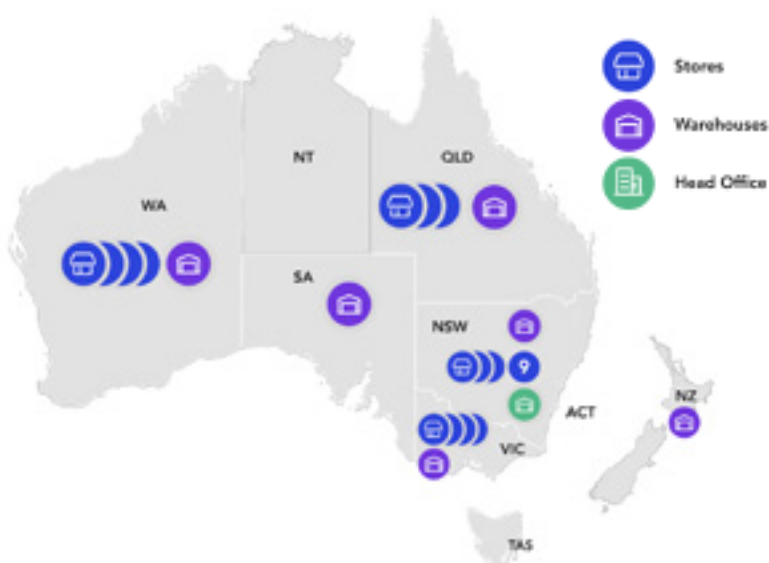 Stores
Warehouses
Head Office
NT
QLD
WA
SA
NSW
9
NZ
ACT
VIC
TAS